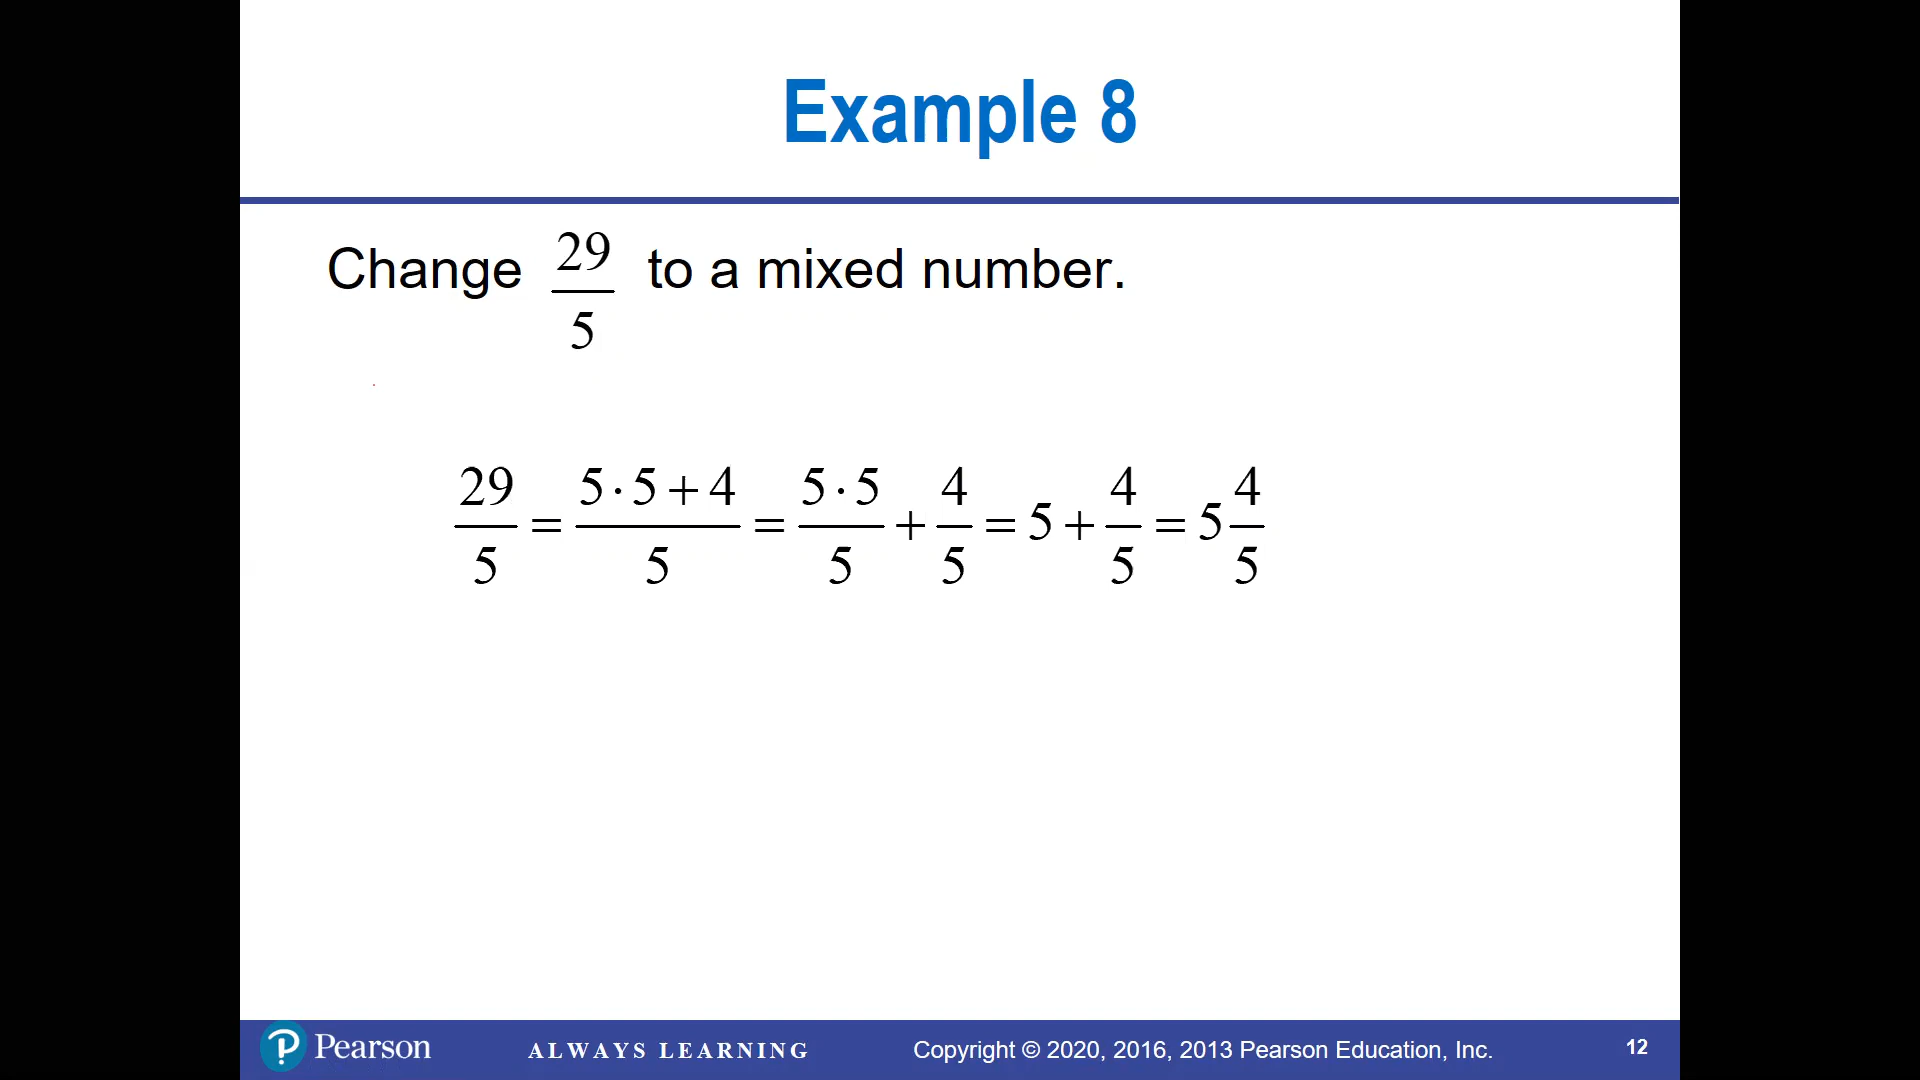 Example 8
Change 29/5 to a mixed number.
29/5 = (5·5+4)/5 = (5·5)/5 + 4/5 = 5 + 4/5 = 5 4/5
Pearson ALWAYS LEARNING Copyright © 2020, 2016, 2013 Pearson Education, Inc. 12